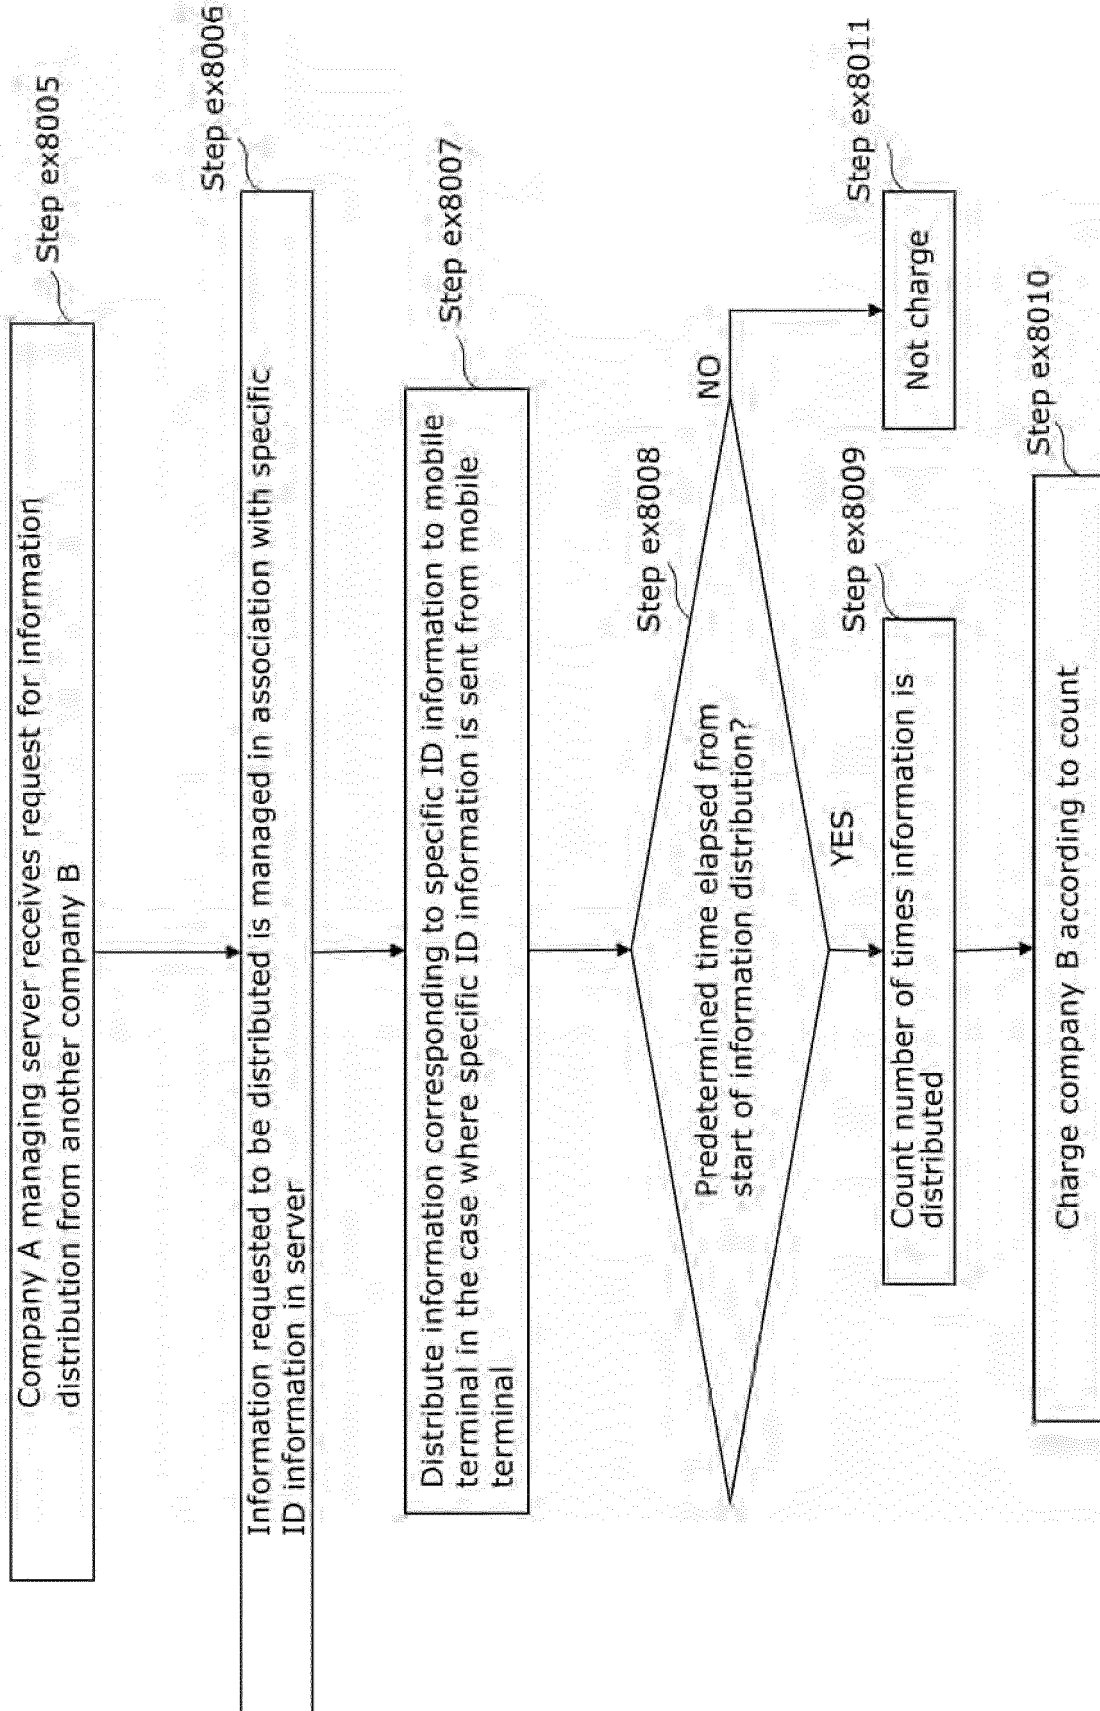 Step ex8005
Company A managing server receives request for information
distribution from another company B
Step ex8006
Information requested to be distributed is managed in association with specific
ID information in server
Step ex8007
Distribute information corresponding to specific ID information to mobile
terminal in the case where specific ID information is sent from mobile
terminal
Step ex8008
Predetermined time elapsed from
start of information distribution?
NO
YES
Step ex8011
Not charge
Step ex8009
Count number of times information is
distributed
Step ex8010
Charge company B according to count